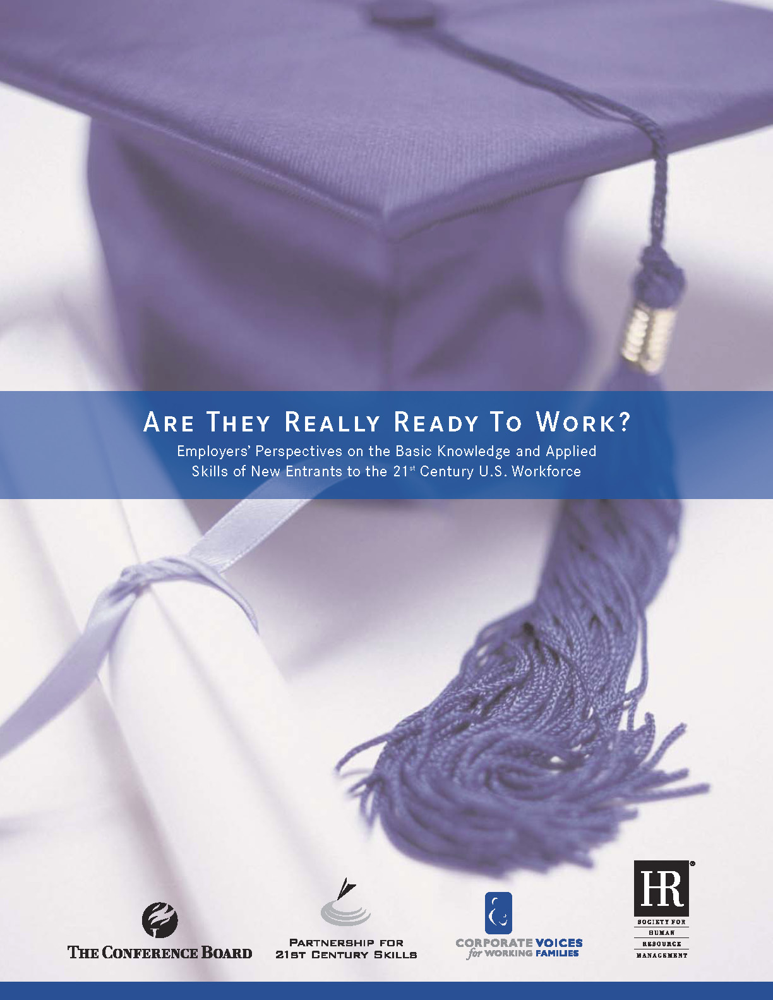 ARE THEY REALLY READY TO WORK?
Employers' Perspectives on the Basic Knowledge and Applied
Skills of New Entrants to the 21st Century U.S. Workforce
HR®
SOCIETY FOR
HUMAN
RESOURCE
MANAGEMENT
THE CONFERENCE BOARD
PARTNERSHIP FOR
21ST CENTURY SKILLS
CORPORATE VOICES
for WORKING FAMILIES